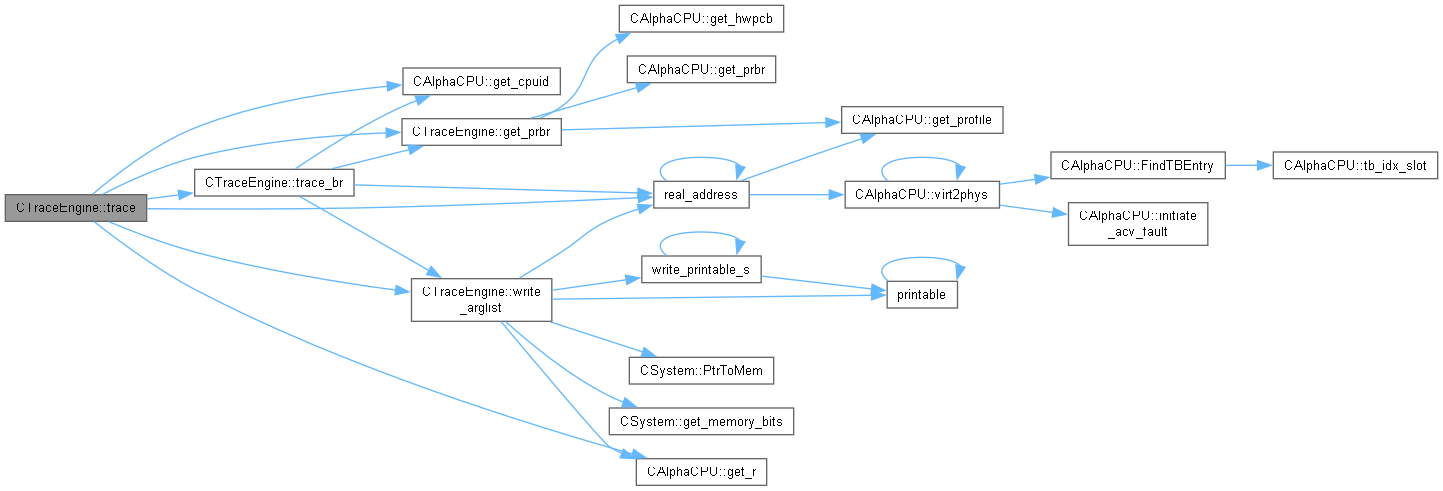 CAlphaCPU::get_hwpcb
CAlphaCPU::get_prbr
CAlphaCPU::get_cpuid
CAlphaCPU::get_profile
CTraceEngine::get_prbr
CAlphaCPU::FindTBEntry
CAlphaCPU::tb_idx_slot
CTraceEngine::trace_br
real_address
CAlphaCPU::virt2phys
CTraceEngine::trace
CAlphaCPU::initiate
_acv_fault
write_printable_s
CTraceEngine::write
_arglist
printable
CSystem::PtrToMem
CSystem::get_memory_bits
CAlphaCPU::get_r